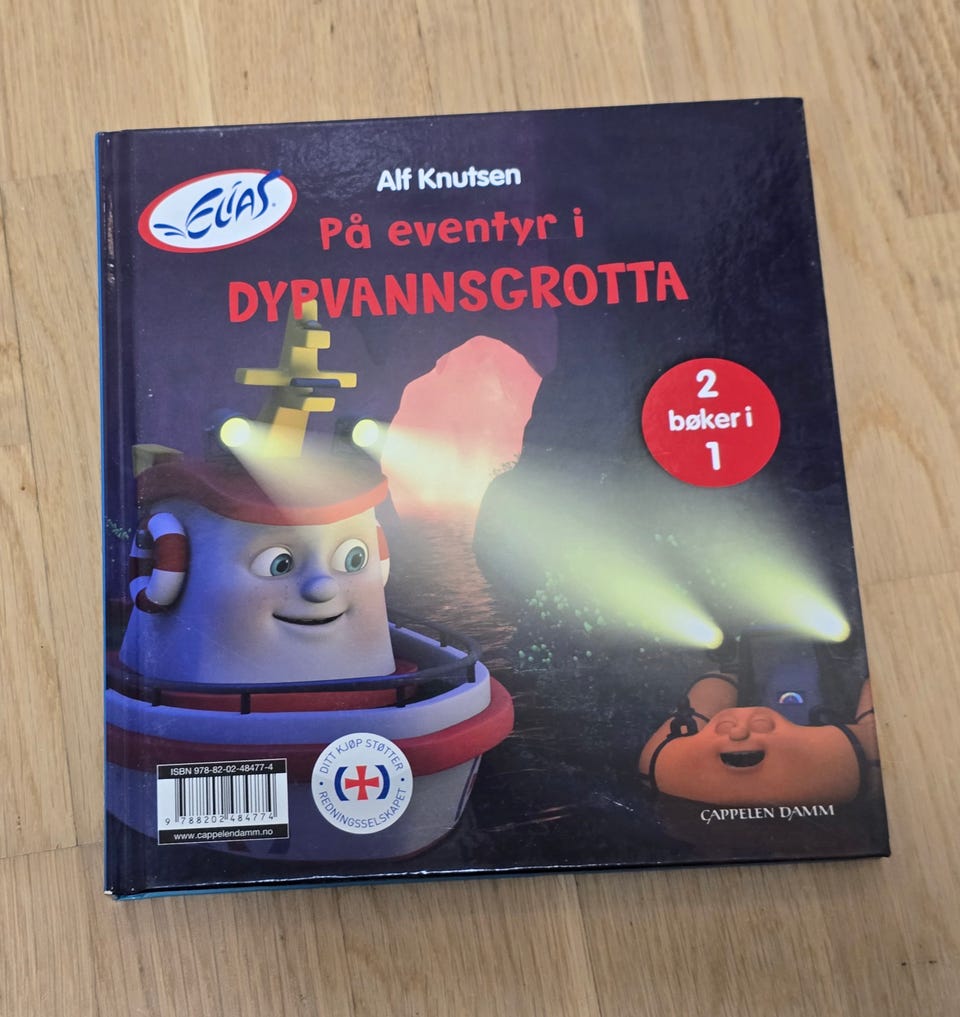 ELÍAS®
Alf Knutsen
På eventyr i
DYPVANNSGROTTA
2
bøker i
1
ISBN 978-82-02-48477-4
9 788202 484774
www.cappelendamm.no
DITT KJØP STØTTER
REDNINGSSELSKAPET
CAPPELEN DAMM